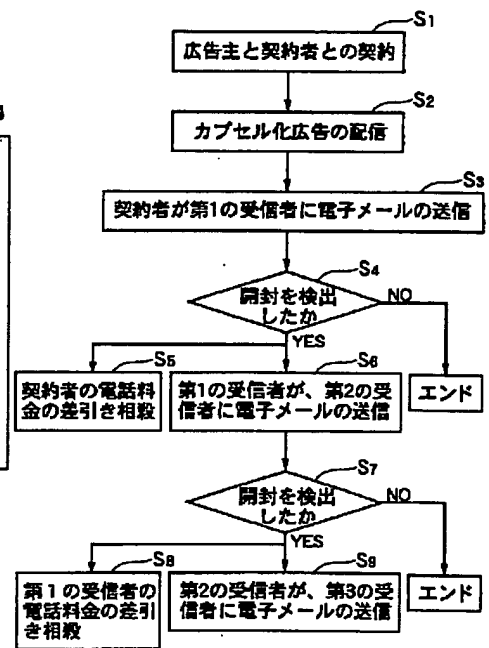 S1
広告主と契約者との契約
S2
カプセル化広告の配信
S3
契約者が第1の受信者に電子メールの送信
S4
開封を検出
したか
NO
YES
S5
契約者の電話料
金の差引き相殺
S6
第1の受信者が、第2の受
信者に電子メールの送信
エンド
S7
開封を検出
したか
NO
YES
S8
第1の受信者の
電話料金の差引
き相殺
S9
第2の受信者が、第3の受
信者に電子メールの送信
エンド